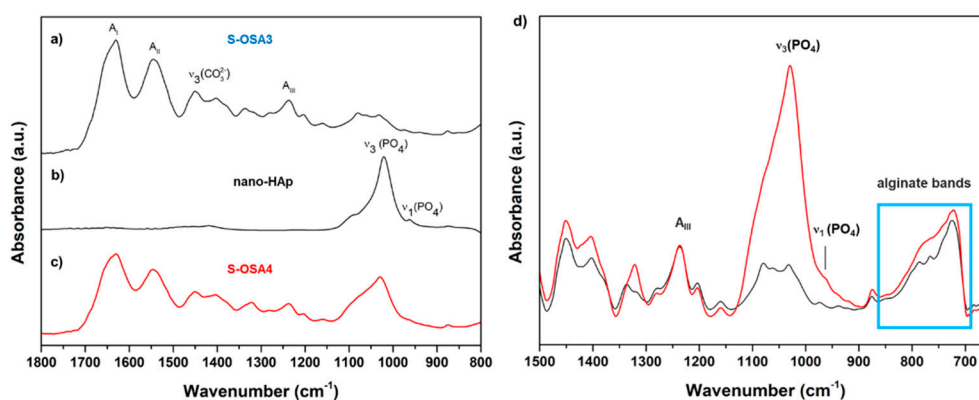 a)
S-OSA3
A_I
A_II
ν3(CO3^2-)
A_III
b)
nano-HAp
ν3 (PO4)
ν1(PO4)
c)
S-OSA4
Absorbance (a.u.)
1800 1700 1600 1500 1400 1300 1200 1100 1000 900 800
Wavenumber (cm-1)
d)
ν3(PO4)
alginate bands
A_III
ν1 (PO4)
Absorbance (a.u.)
1500 1400 1300 1200 1100 1000 900 800 700
Wavenumber (cm-1)